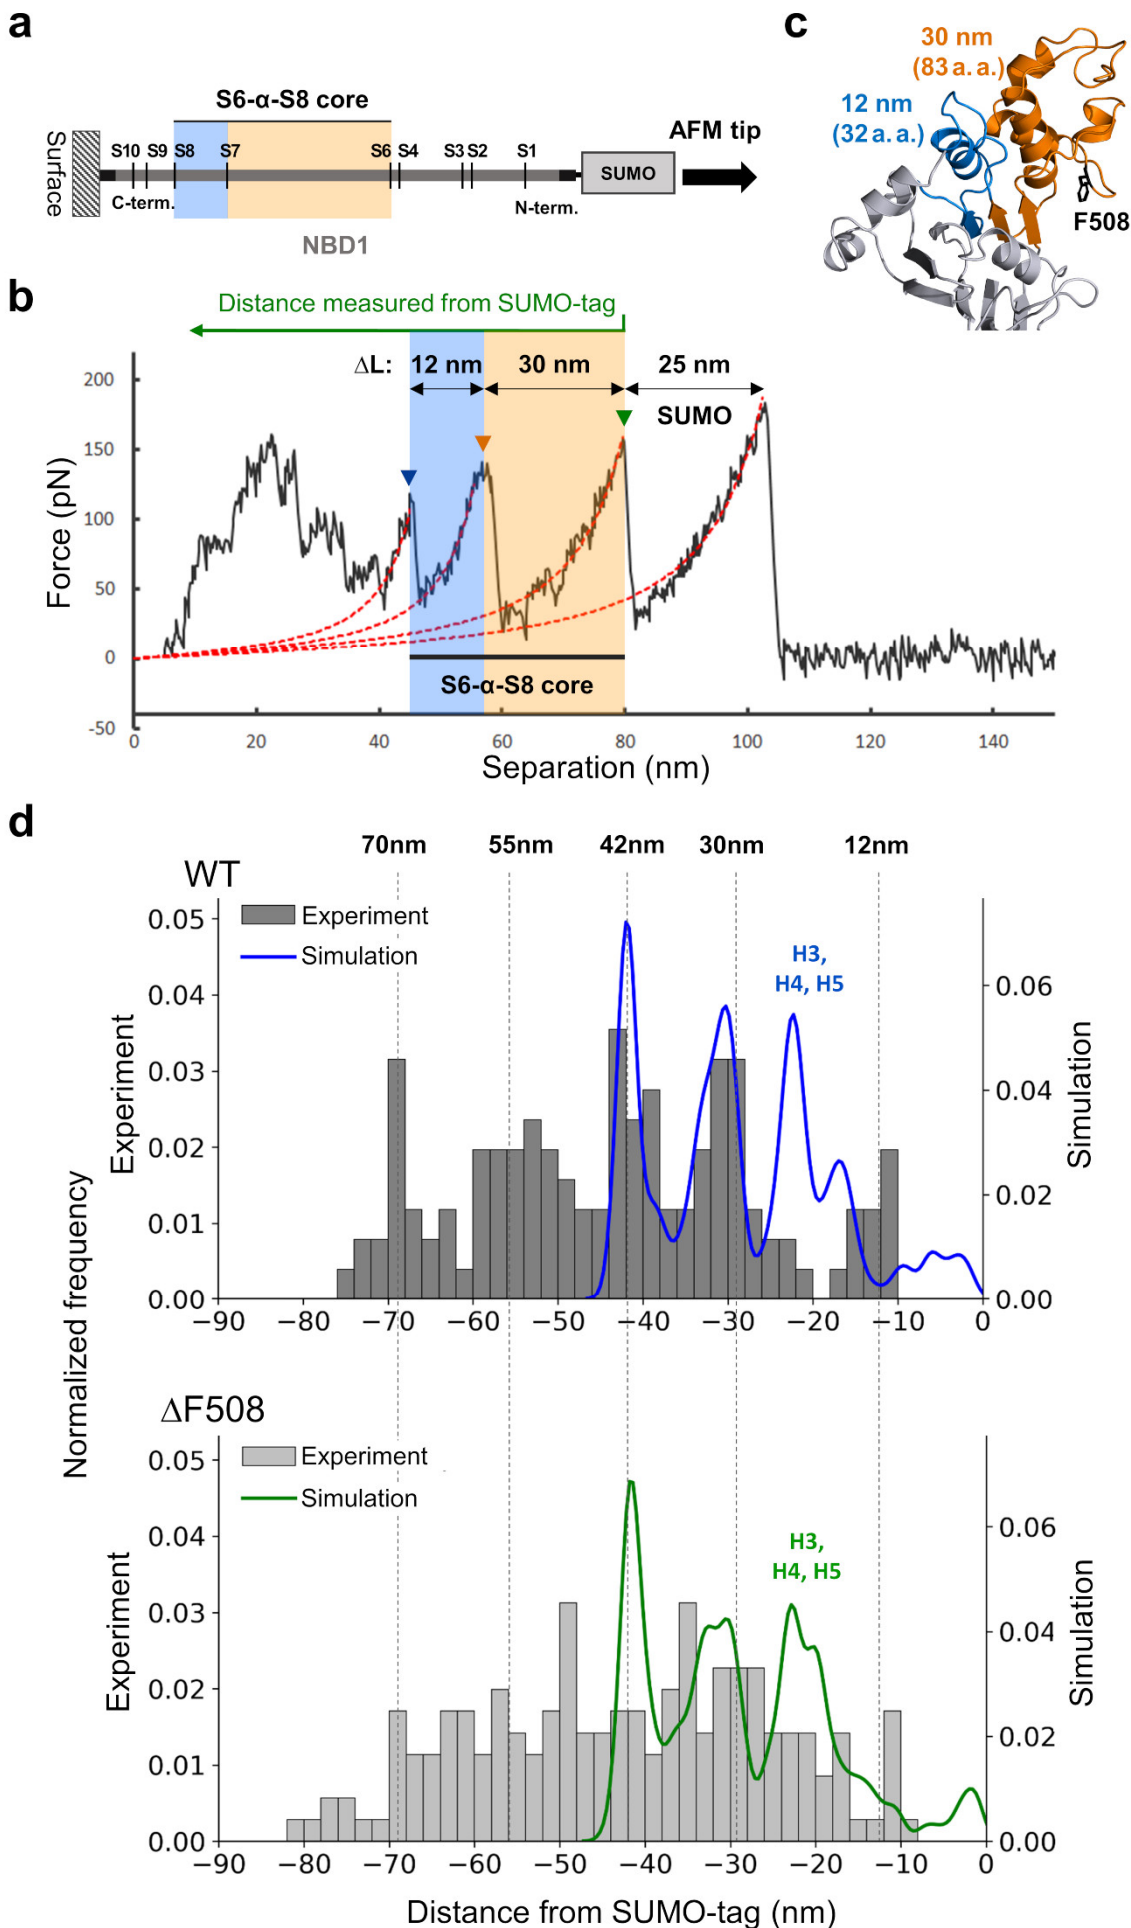 a
S6-α-S8 core
Surface
S10 S9 S8 S7 S6 S4 S3 S2 S1
C-term.
N-term.
NBD1
SUMO
AFM tip
c
30 nm
(83 a. a.)
12 nm
(32 a. a.)
F508
b
Distance measured from SUMO-tag
ΔL: 12 nm 30 nm 25 nm
SUMO
Force (pN)
200
150
100
50
0
-50
S6-α-S8 core
0 20 40 60 80 100 120 140
Separation (nm)
d
70nm 55nm 42nm 30nm 12nm
WT
Experiment
Simulation
H3,
H4, H5
Normalized frequency
Experiment
0.05
0.04
0.03
0.02
0.01
0.00
Simulation
0.06
0.04
0.02
0.00
−90 −80 −70 −60 −50 −40 −30 −20 −10 0
ΔF508
Experiment
Simulation
H3,
H4, H5
Experiment
0.05
0.04
0.03
0.02
0.01
0.00
Simulation
0.06
0.04
0.02
0.00
−90 −80 −70 −60 −50 −40 −30 −20 −10 0
Distance from SUMO-tag (nm)